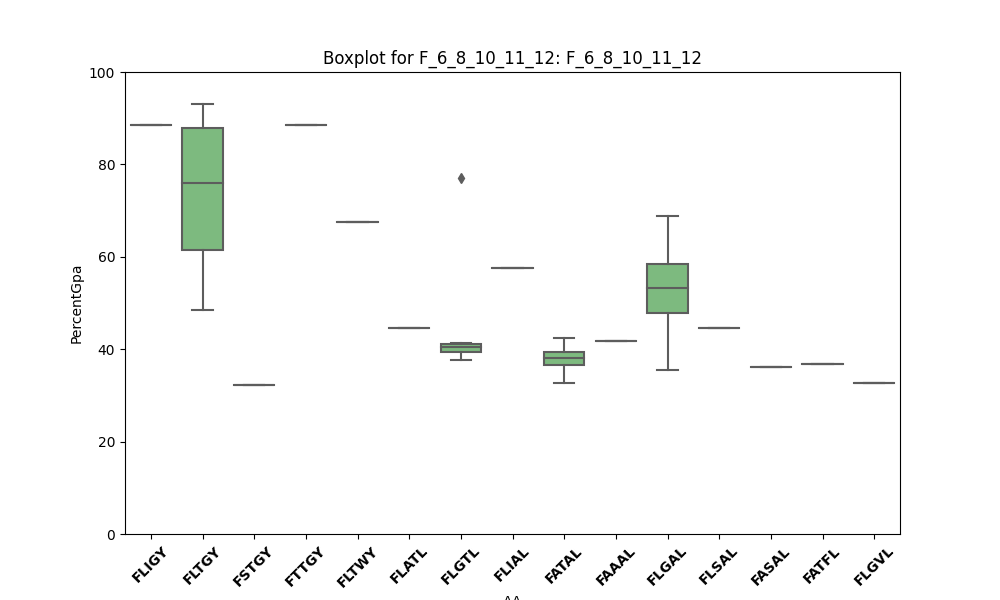 Boxplot for F_6_8_10_11_12: F_6_8_10_11_12
100
80
60
40
20
0
PercentGpa
FLIGY
FLTGY
FSTGY
FTTGY
FLTWY
FLATL
FLGTL
FLIAL
FATAL
FAAAL
FLGAL
FLSAL
FASAL
FATFL
FLGVL